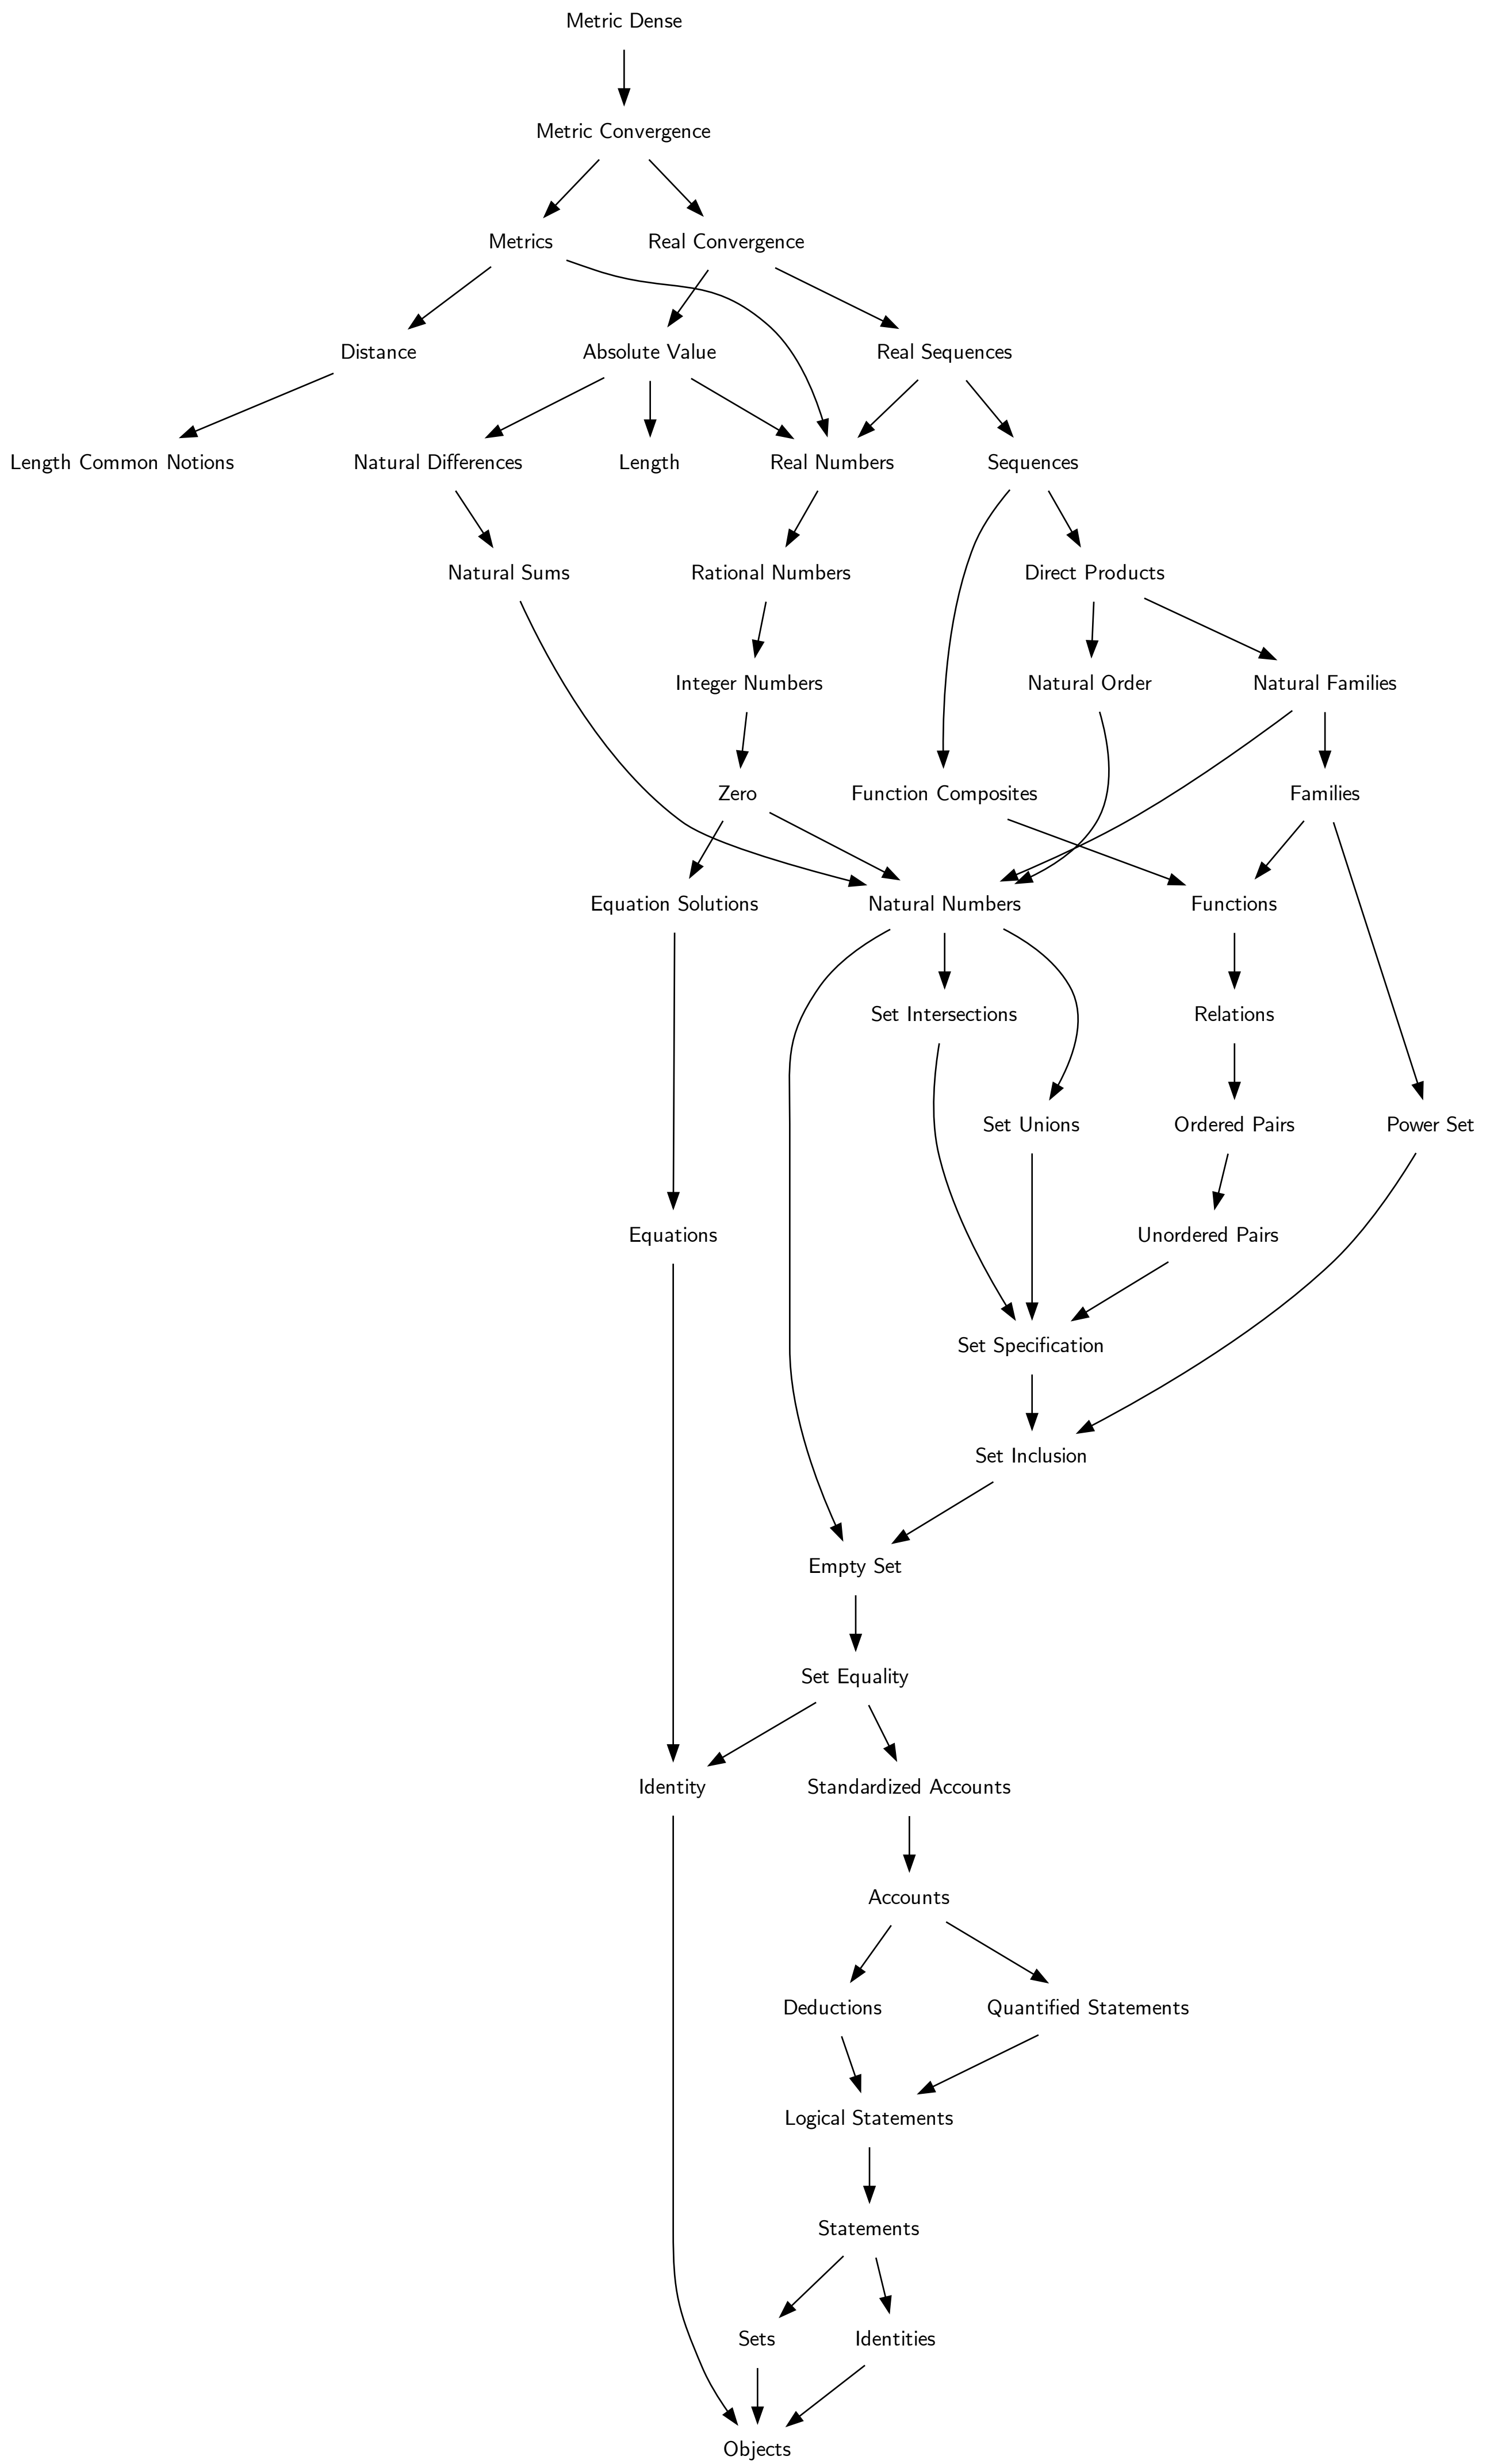 Metric Dense
Metric Convergence
Metrics
Real Convergence
Distance
Absolute Value
Real Sequences
Length Common Notions
Natural Differences
Length
Real Numbers
Sequences
Natural Sums
Rational Numbers
Direct Products
Integer Numbers
Natural Order
Natural Families
Zero
Function Composites
Families
Equation Solutions
Natural Numbers
Functions
Set Intersections
Relations
Set Unions
Ordered Pairs
Power Set
Equations
Unordered Pairs
Set Specification
Set Inclusion
Empty Set
Set Equality
Identity
Standardized Accounts
Accounts
Deductions
Quantified Statements
Logical Statements
Statements
Sets
Identities
Objects